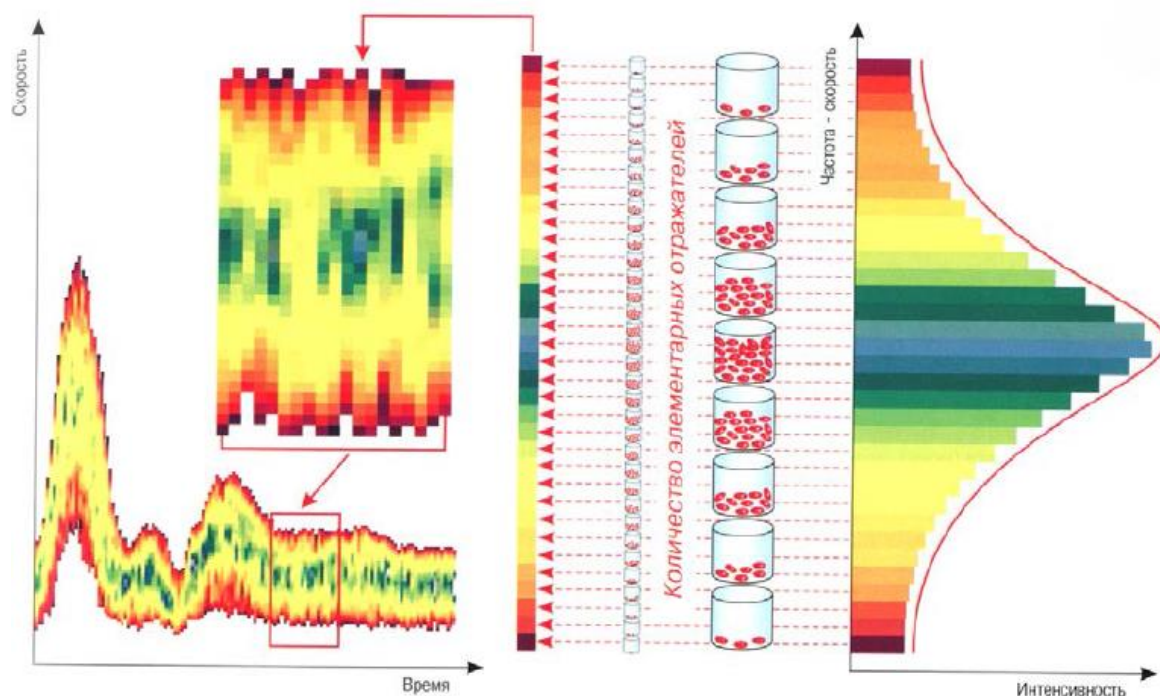 Скорость
Время
Количество элементарных отражателей
Частота - скорость
Интенсивность